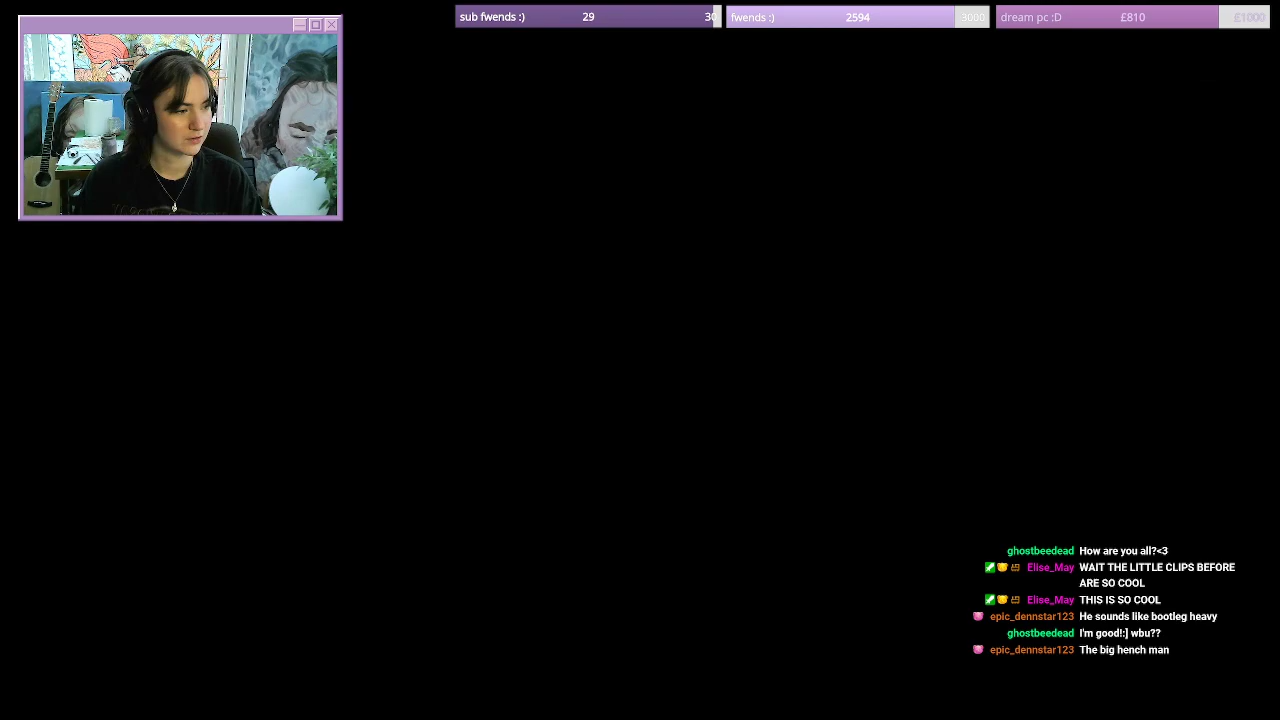 sub fwends :) 29 30
fwends :) 2594 3000
dream pc :D £810 £1000
ghostbeedead How are you all?<3
Elise_May WAIT THE LITTLE CLIPS BEFORE
ARE SO COOL
Elise_May THIS IS SO COOL
epic_dennstar123 He sounds like bootleg heavy
ghostbeedead I'm good!:] wbu??
epic_dennstar123 The big hench man